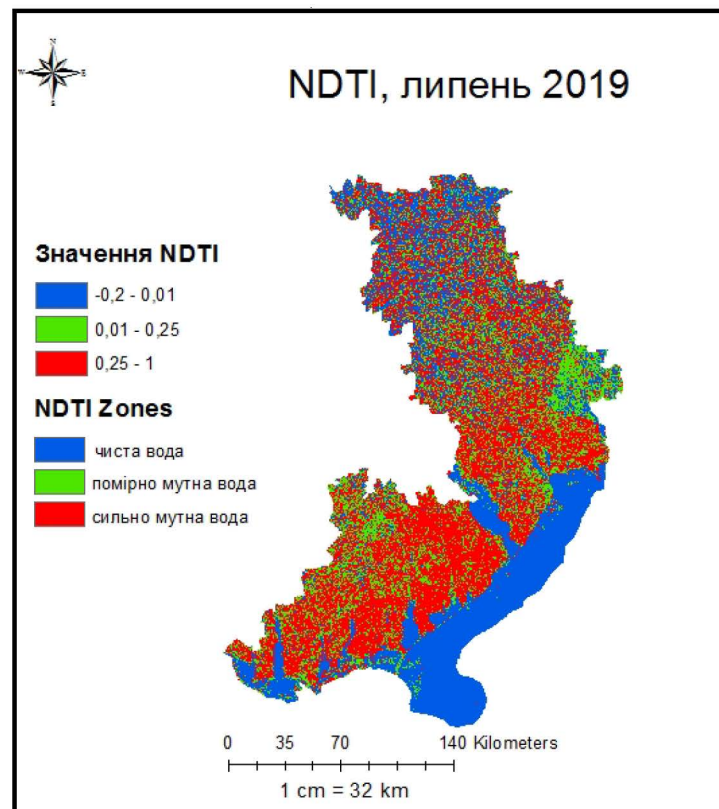 N
W E
S
NDTI, липень 2019
Значення NDTI
-0,2 - 0,01
0,01 - 0,25
0,25 - 1
NDTI Zones
чиста вода
помірно мутна вода
сильно мутна вода
0 35 70 140 Kilometers
1 cm = 32 km